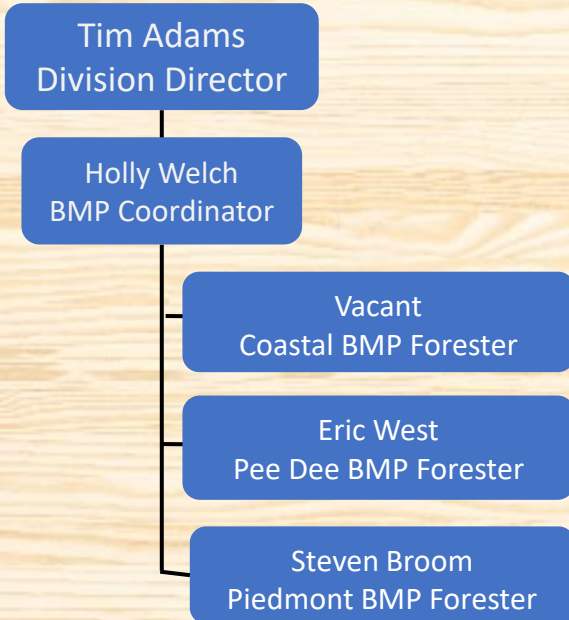 Tim Adams
Division Director
Holly Welch
BMP Coordinator
Vacant
Coastal BMP Forester
Eric West
Pee Dee BMP Forester
Steven Broom
Piedmont BMP Forester